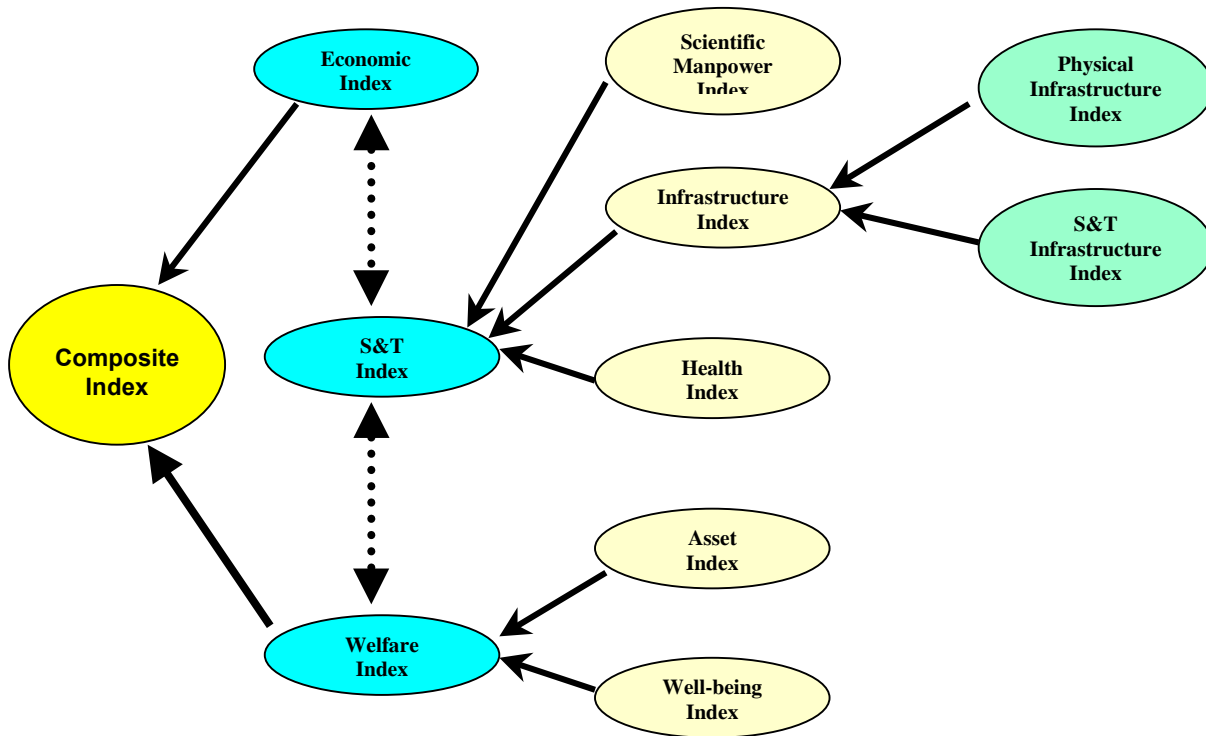 Economic
Index
Scientific
Manpower
Index
Physical
Infrastructure
Index
Infrastructure
Index
S&T
Infrastructure
Index
Composite
Index
S&T
Index
Health
Index
Asset
Index
Welfare
Index
Well-being
Index